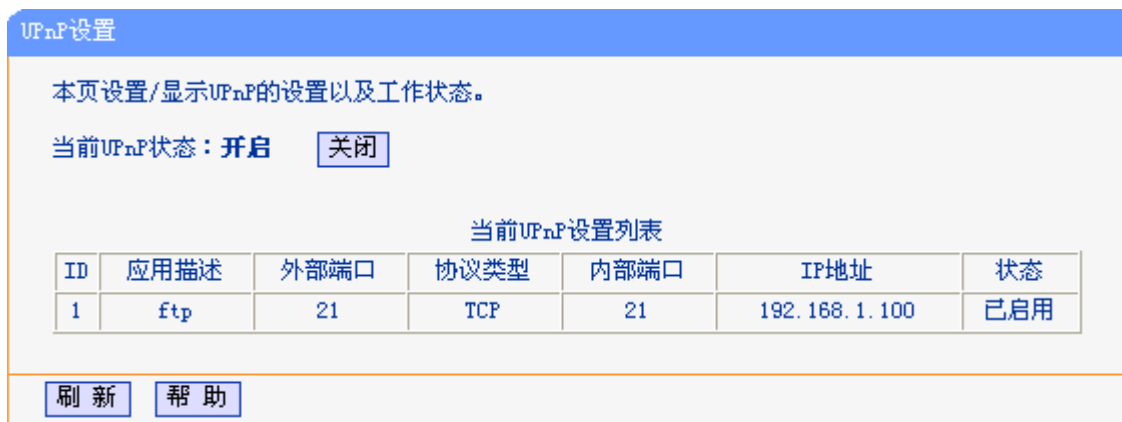 UPnP设置
本页设置/显示UPnP的设置以及工作状态。
当前UPnP状态：开启 关闭
当前UPnP设置列表
ID 应用描述 外部端口 协议类型 内部端口 IP地址 状态
1 ftp 21 TCP 21 192.168.1.100 已启用
刷 新 帮 助